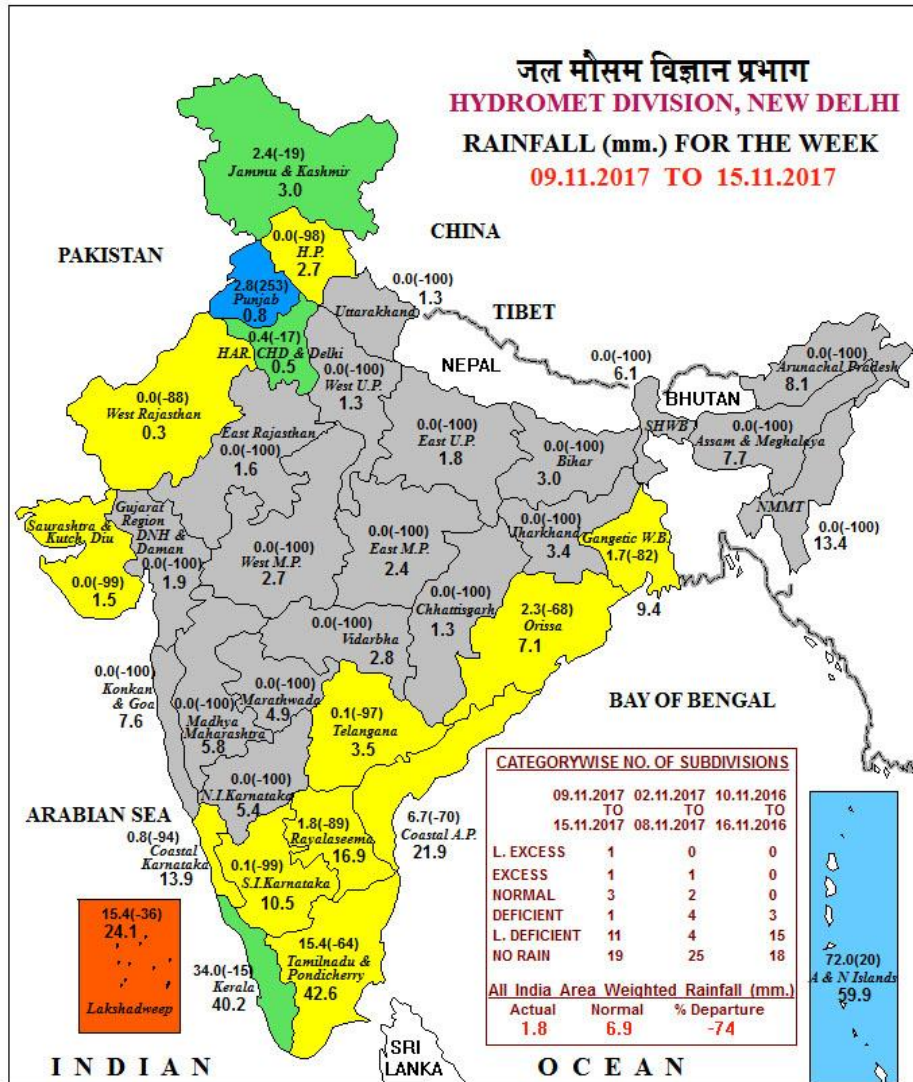 जल मौसम विज्ञान प्रभाग
HYDROMET DIVISION, NEW DELHI
RAINFALL (mm.) FOR THE WEEK
09.11.2017 TO 15.11.2017
2.4(-19)
Jammu & Kashmir
3.0
CHINA
PAKISTAN
0.0(-98)
H.P.
2.7
2.8(253)
Punjab
0.8
0.0(-100)
1.3
Uttarakhand
TIBET
0.4(-17)
HAR. CHD & Delhi
0.5
NEPAL
0.0(-100)
West U.P.
1.3
0.0(-100)
6.1
SHWB
BHUTAN
0.0(-100)
Arunachal Pradesh
8.1
0.0(-88)
West Rajasthan
0.3
East Rajasthan
0.0(-100)
1.6
0.0(-100)
East U.P.
1.8
0.0(-100)
Bihar
3.0
0.0(-100)
Assam & Meghalaya
7.7
NMMT
0.0(-100)
13.4
Saurashtra &
Kutch, Diu
0.0(-99)
1.5
Gujarat
Region
DNH &
Daman
0.0(-100)
1.9
0.0(-100)
West M.P.
2.7
0.0(-100)
East M.P.
2.4
0.0(-100)
Jharkhand
3.4
Gangetic W.B.
1.7(-82)
9.4
0.0(-100)
Chhattisgarh
1.3
2.3(-68)
Orissa
7.1
0.0(-100)
Vidarbha
2.8
0.0(-100)
Konkan
& Goa
7.6
0.0(-100)
Madhya
Maharashtra
5.8
0.0(-100)
Marathwada
4.9
0.1(-97)
Telangana
3.5
BAY OF BENGAL
0.0(-100)
N.I.Karnataka
5.4
ARABIAN SEA
0.8(-94)
Coastal
Karnataka
13.9
1.8(-89)
Rayalaseema
16.9
6.7(-70)
Coastal A.P.
21.9
0.1(-99)
S.I.Karnataka
10.5
15.4(-36)
24.1
Lakshadweep
34.0(-15)
Kerala
40.2
15.4(-64)
Tamilnadu &
Pondicherry
42.6
CATEGORYWISE NO. OF SUBDIVISIONS
09.11.2017 02.11.2017 10.11.2016
TO TO TO
15.11.2017 08.11.2017 16.11.2016
L. EXCESS 1 0 0
EXCESS 1 1 0
NORMAL 3 2 0
DEFICIENT 1 4 3
L. DEFICIENT 11 4 15
NO RAIN 19 25 18
All India Area Weighted Rainfall (mm.)
Actual Normal % Departure
1.8 6.9 -74
72.0(20)
A & N Islands
59.9
SRI
LANKA
INDIAN OCEAN